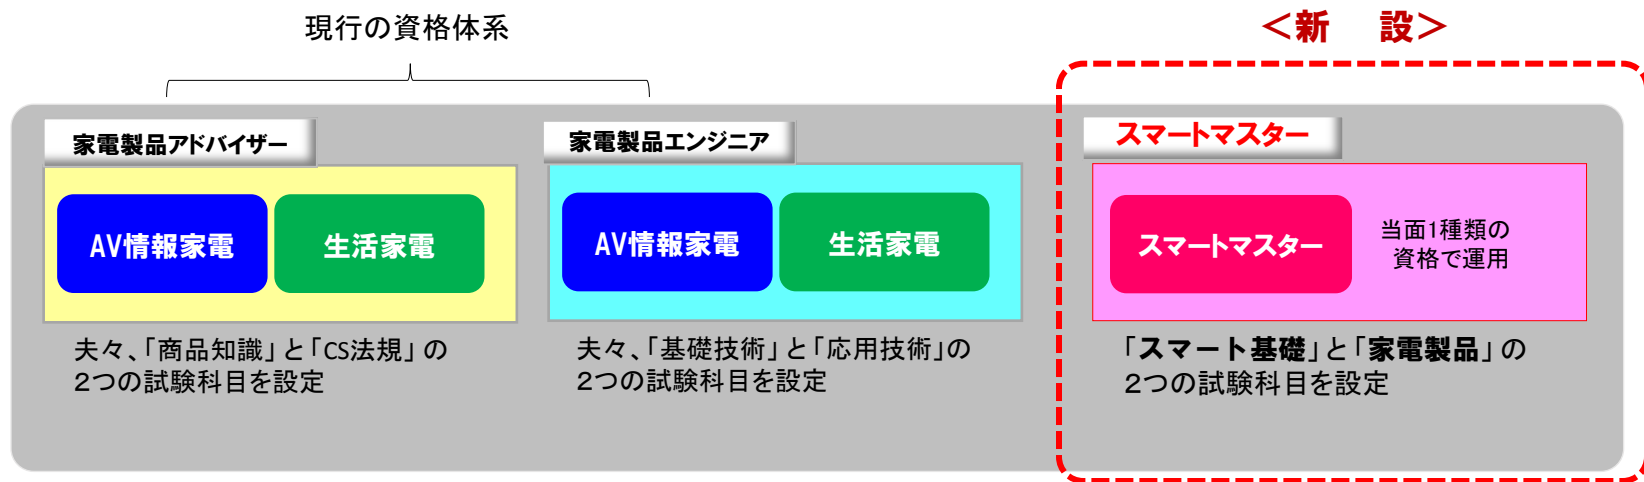 現行の資格体系
＜新　設＞
家電製品アドバイザー
AV情報家電
生活家電
夫々、「商品知識」と「CS法規」の
２つの試験科目を設定
家電製品エンジニア
AV情報家電
生活家電
夫々、「基礎技術」と「応用技術」の
２つの試験科目を設定
スマートマスター
スマートマスター
当面1種類の
資格で運用
「スマート基礎」と「家電製品」の
２つの試験科目を設定